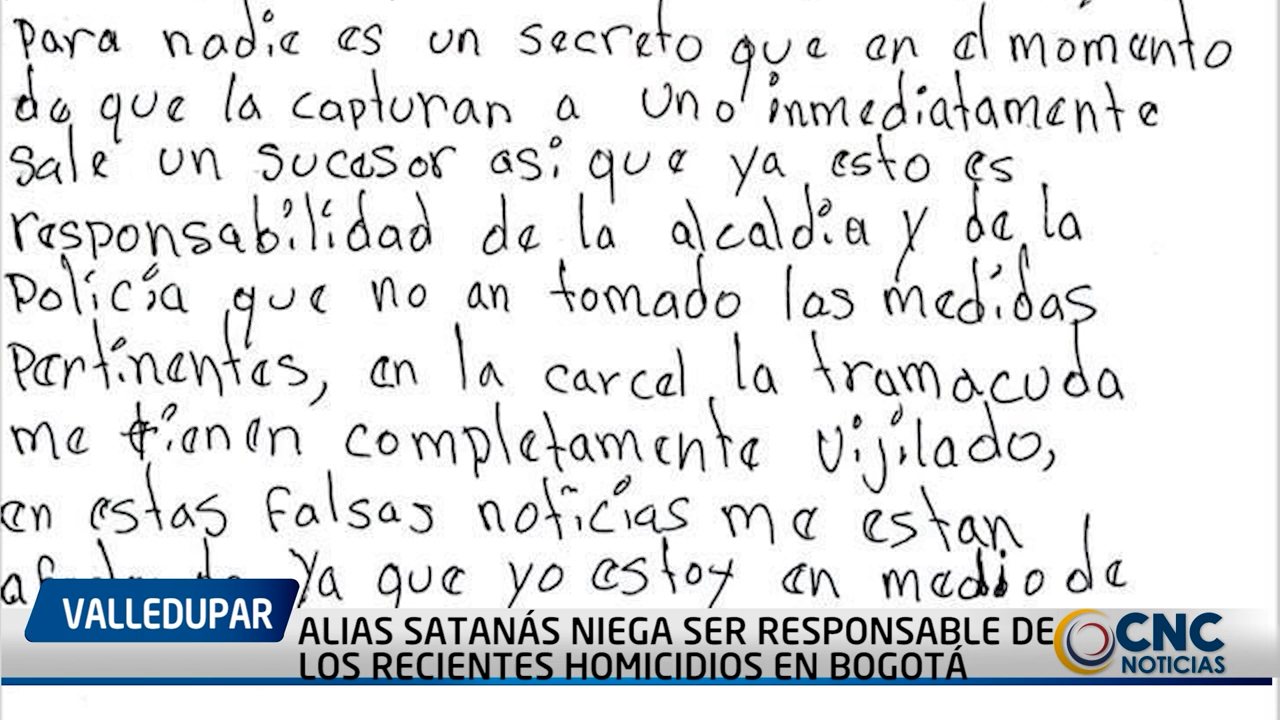 para nadie es un secreto que en el momento
de que la capturan a uno inmediatamente
sale un sucesor asi que ya esto es
responsabilidad de la alcaldia y de la
Policía que no an tomado las medidas
Pertinentes, en la carcel la tramacuda
me tienen completamente vijilado,
en estas falsas noticias me estan
ya que yo estoy en medio de
VALLEDUPAR
ALIAS SATANÁS NIEGA SER RESPONSABLE DE
LOS RECIENTES HOMICIDIOS EN BOGOTÁ
CNC
NOTICIAS